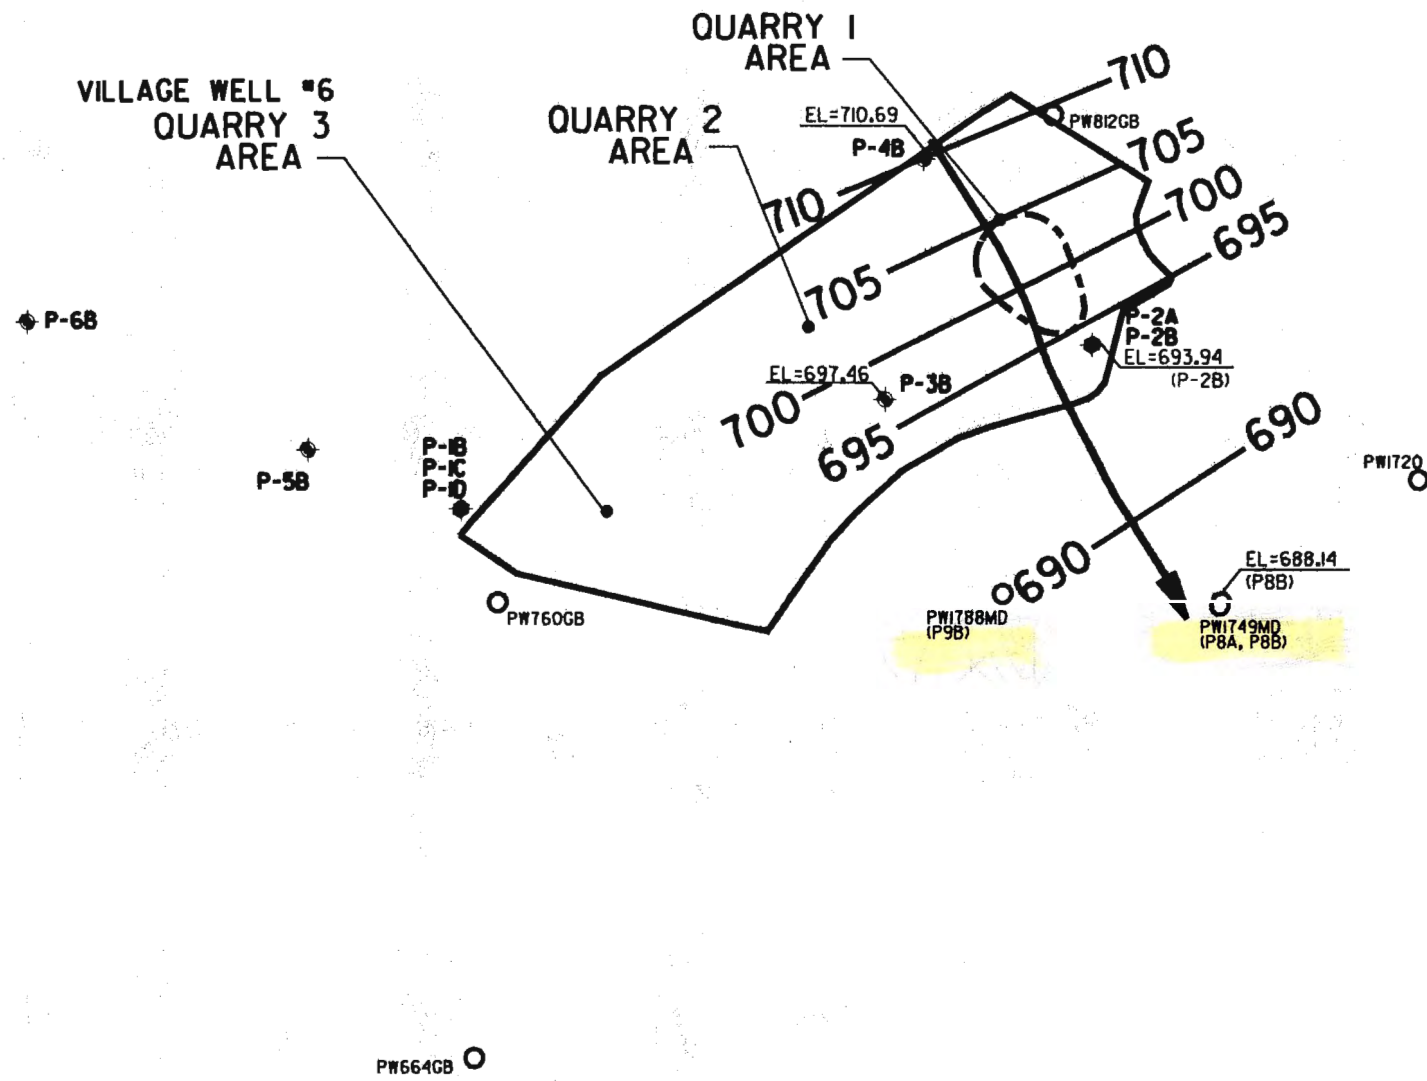 QUARRY 1
AREA
VILLAGE WELL #6
QUARRY 3
AREA
QUARRY 2
AREA
EL=710.69
P-4B
710
PW812GB
710
705
705
700
695
P-6B
P-2A
P-2B
EL=693.94
(P-2B)
EL=697.46
P-3B
700
695
690
P-5B
P-1B
P-1C
P-1D
PW1720
690
EL=688.14
(P8B)
PW760GB
PW1788MD
(P9B)
PW1749MD
(P8A, P8B)
PW664GB